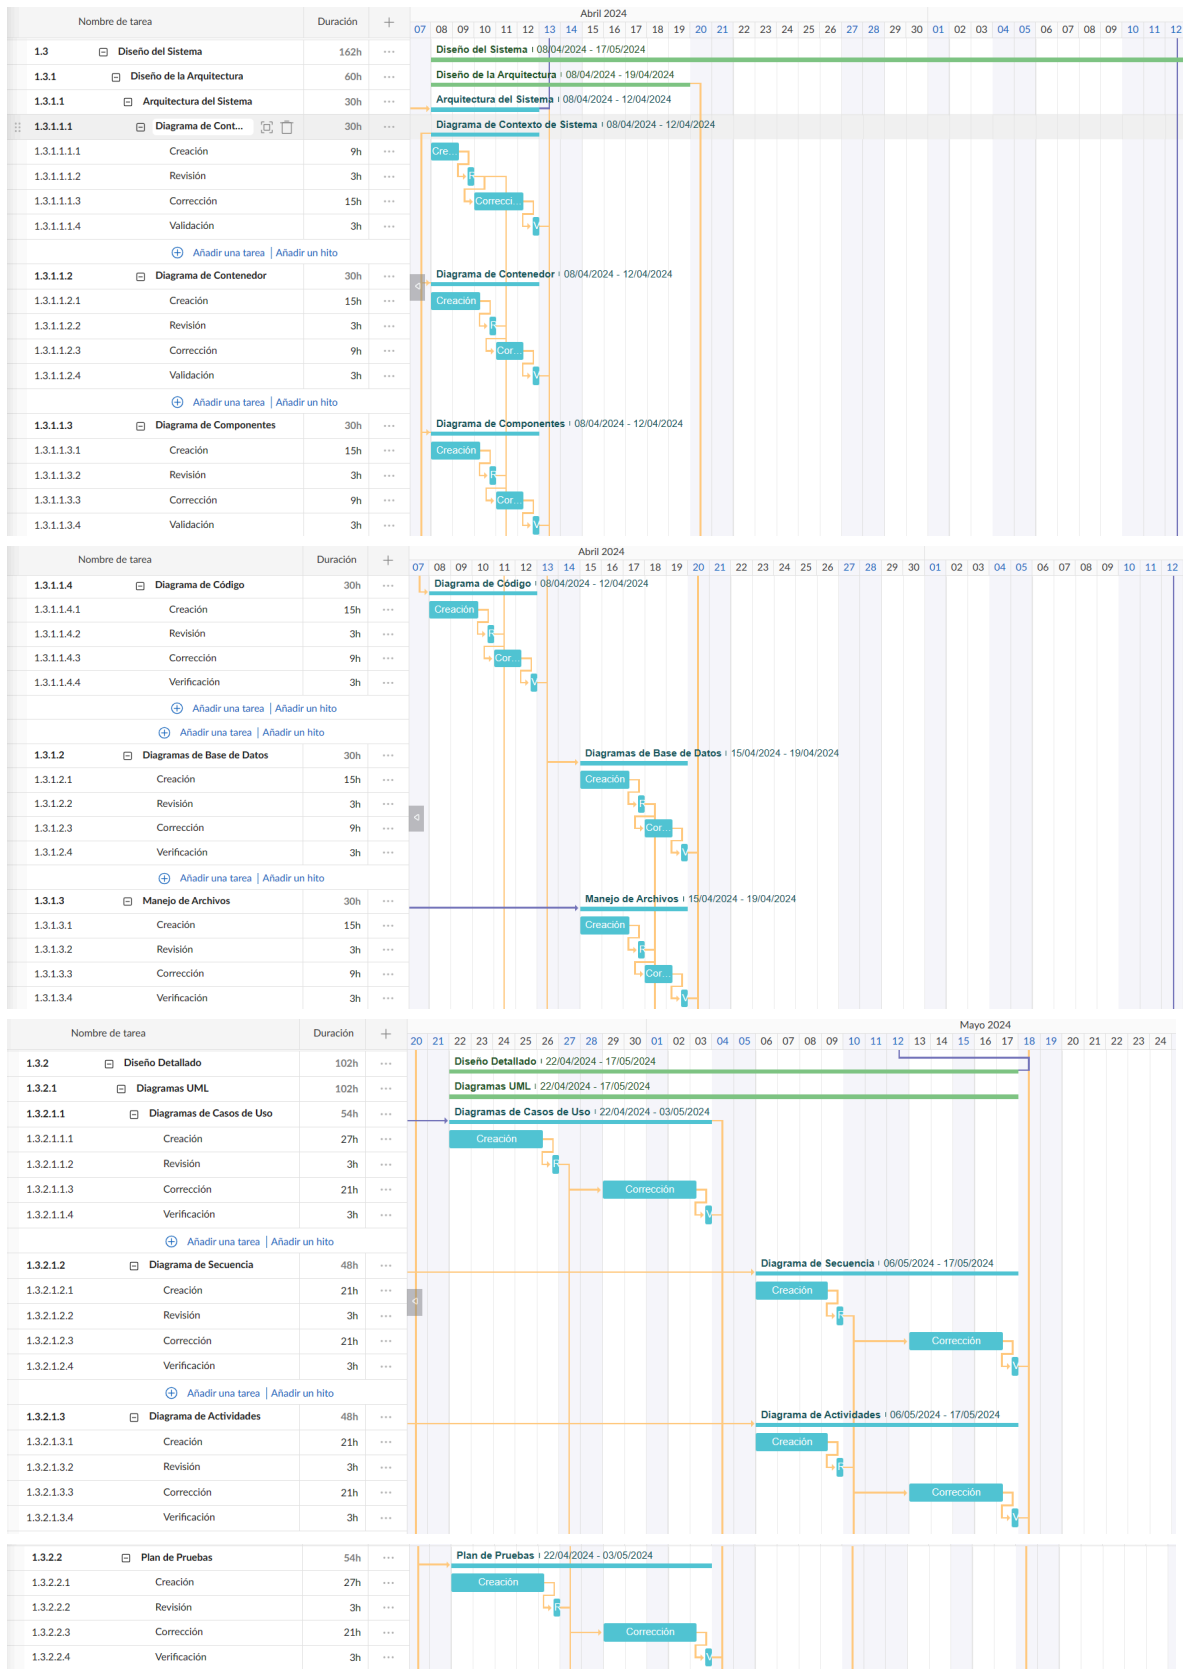 Nombre de tarea Duración + Abril 2024
07 08 09 10 11 12 13 14 15 16 17 18 19 20 21 22 23 24 25 26 27 28 29 30 01 02 03 04 05 06 07 08 09 10 11 12
1.3 Diseño del Sistema 162h ... Diseño del Sistema 08/04/2024 - 17/05/2024
1.3.1 Diseño de la Arquitectura 60h ... Diseño de la Arquitectura 08/04/2024 - 19/04/2024
1.3.1.1 Arquitectura del Sistema 30h ... Arquitectura del Sistema 08/04/2024 - 12/04/2024
1.3.1.1.1 Diagrama de Cont... 30h ... Diagrama de Contexto de Sistema 08/04/2024 - 12/04/2024
1.3.1.1.1.1 Creación 9h ... Cre...
1.3.1.1.1.2 Revisión 3h ... R
1.3.1.1.1.3 Corrección 15h ... Correcci...
1.3.1.1.1.4 Validación 3h ... V
Añadir una tarea | Añadir un hito
1.3.1.1.2 Diagrama de Contenedor 30h ... Diagrama de Contenedor 08/04/2024 - 12/04/2024
1.3.1.1.2.1 Creación 15h ... Creación
1.3.1.1.2.2 Revisión 3h ... R
1.3.1.1.2.3 Corrección 9h ... Cor...
1.3.1.1.2.4 Validación 3h ... V
Añadir una tarea | Añadir un hito
1.3.1.1.3 Diagrama de Componentes 30h ... Diagrama de Componentes 08/04/2024 - 12/04/2024
1.3.1.1.3.1 Creación 15h ... Creación
1.3.1.1.3.2 Revisión 3h ... R
1.3.1.1.3.3 Corrección 9h ... Cor...
1.3.1.1.3.4 Validación 3h ... V
Nombre de tarea Duración + Abril 2024
07 08 09 10 11 12 13 14 15 16 17 18 19 20 21 22 23 24 25 26 27 28 29 30 01 02 03 04 05 06 07 08 09 10 11 12
1.3.1.1.4 Diagrama de Código 30h ... Diagrama de Código 08/04/2024 - 12/04/2024
1.3.1.1.4.1 Creación 15h ... Creación
1.3.1.1.4.2 Revisión 3h ... R
1.3.1.1.4.3 Corrección 9h ... Cor...
1.3.1.1.4.4 Verificación 3h ... V
Añadir una tarea | Añadir un hito
Añadir una tarea | Añadir un hito
1.3.1.2 Diagramas de Base de Datos 30h ... Diagramas de Base de Datos 15/04/2024 - 19/04/2024
1.3.1.2.1 Creación 15h ... Creación
1.3.1.2.2 Revisión 3h ... R
1.3.1.2.3 Corrección 9h ... Cor...
1.3.1.2.4 Verificación 3h ... V
Añadir una tarea | Añadir un hito
1.3.1.3 Manejo de Archivos 30h ... Manejo de Archivos 15/04/2024 - 19/04/2024
1.3.1.3.1 Creación 15h ... Creación
1.3.1.3.2 Revisión 3h ... R
1.3.1.3.3 Corrección 9h ... Cor...
1.3.1.3.4 Verificación 3h ... V
Nombre de tarea Duración + Mayo 2024
20 21 22 23 24 25 26 27 28 29 30 01 02 03 04 05 06 07 08 09 10 11 12 13 14 15 16 17 18 19 20 21 22 23 24
1.3.2 Diseño Detallado 102h ... Diseño Detallado 22/04/2024 - 17/05/2024
1.3.2.1 Diagramas UML 102h ... Diagramas UML 22/04/2024 - 17/05/2024
1.3.2.1.1 Diagramas de Casos de Uso 54h ... Diagramas de Casos de Uso 22/04/2024 - 03/05/2024
1.3.2.1.1.1 Creación 27h ... Creación
1.3.2.1.1.2 Revisión 3h ... R
1.3.2.1.1.3 Corrección 21h ... Corrección
1.3.2.1.1.4 Verificación 3h ... V
Añadir una tarea | Añadir un hito
1.3.2.1.2 Diagrama de Secuencia 48h ... Diagrama de Secuencia 06/05/2024 - 17/05/2024
1.3.2.1.2.1 Creación 21h ... Creación
1.3.2.1.2.2 Revisión 3h ... R
1.3.2.1.2.3 Corrección 21h ... Corrección
1.3.2.1.2.4 Verificación 3h ... V
Añadir una tarea | Añadir un hito
1.3.2.1.3 Diagrama de Actividades 48h ... Diagrama de Actividades 06/05/2024 - 17/05/2024
1.3.2.1.3.1 Creación 21h ... Creación
1.3.2.1.3.2 Revisión 3h ... R
1.3.2.1.3.3 Corrección 21h ... Corrección
1.3.2.1.3.4 Verificación 3h ... V
1.3.2.2 Plan de Pruebas 54h ... Plan de Pruebas 22/04/2024 - 03/05/2024
1.3.2.2.1 Creación 27h ... Creación
1.3.2.2.2 Revisión 3h ... R
1.3.2.2.3 Corrección 21h ... Corrección
1.3.2.2.4 Verificación 3h ... V